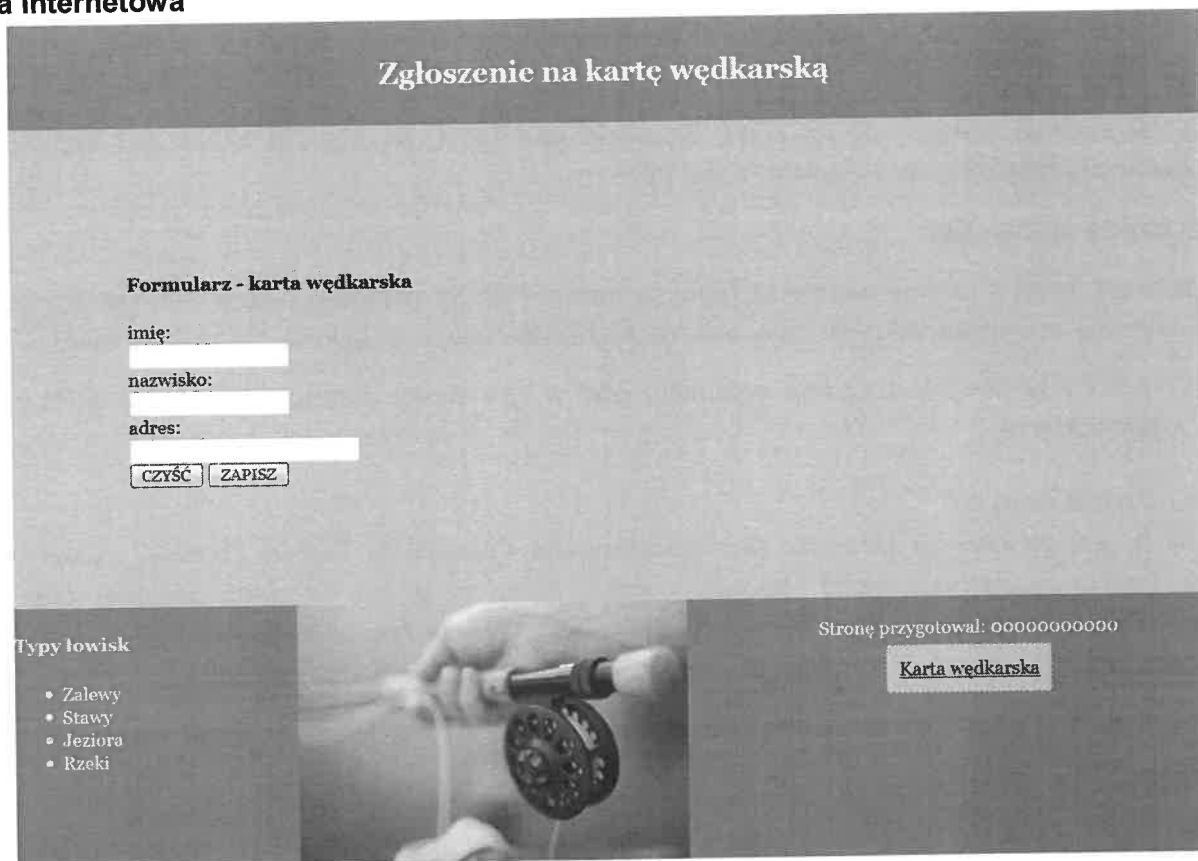 a internetowa
Zgłoszenie na kartę wędkarską
Formularz - karta wędkarska
imię:
nazwisko:
adres:
CZYŚĆ ZAPISZ
Typy łowisk
• Zalewy
• Stawy
• Jeziora
• Rzeki
Stronę przygotował: 00000000000
Karta wędkarska